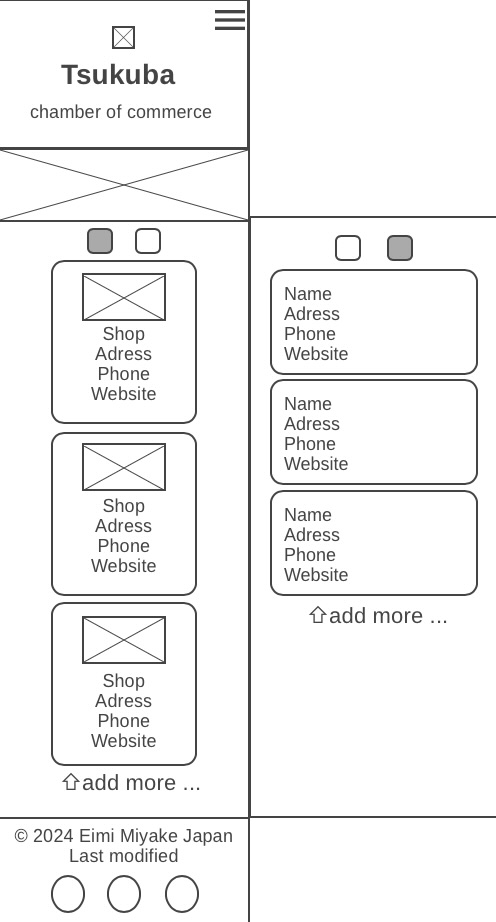 Tsukuba
chamber of commerce
Shop
Adress
Phone
Website
Shop
Adress
Phone
Website
Shop
Adress
Phone
Website
add more ...
Name
Adress
Phone
Website
Name
Adress
Phone
Website
Name
Adress
Phone
Website
add more ...
© 2024 Eimi Miyake Japan
Last modified